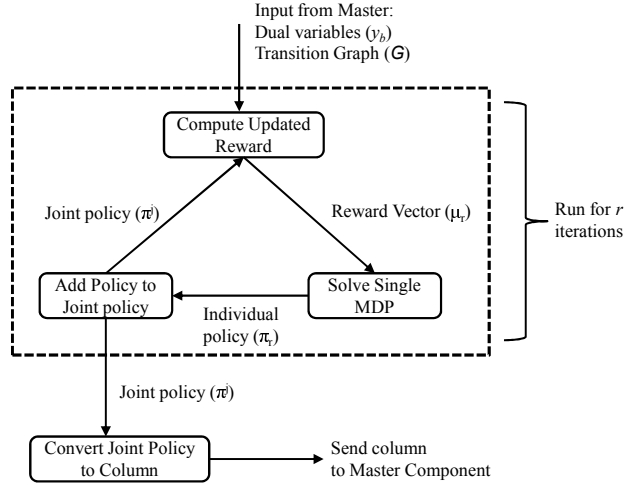 Input from Master:
Dual variables (y_b)
Transition Graph (G)
Compute Updated
Reward
Joint policy (π^j)
Reward Vector (μ_r)
Run for r
iterations
Add Policy to
Joint policy
Solve Single
MDP
Individual
policy (π_r)
Joint policy (π^j)
Convert Joint Policy
to Column
Send column
to Master Component